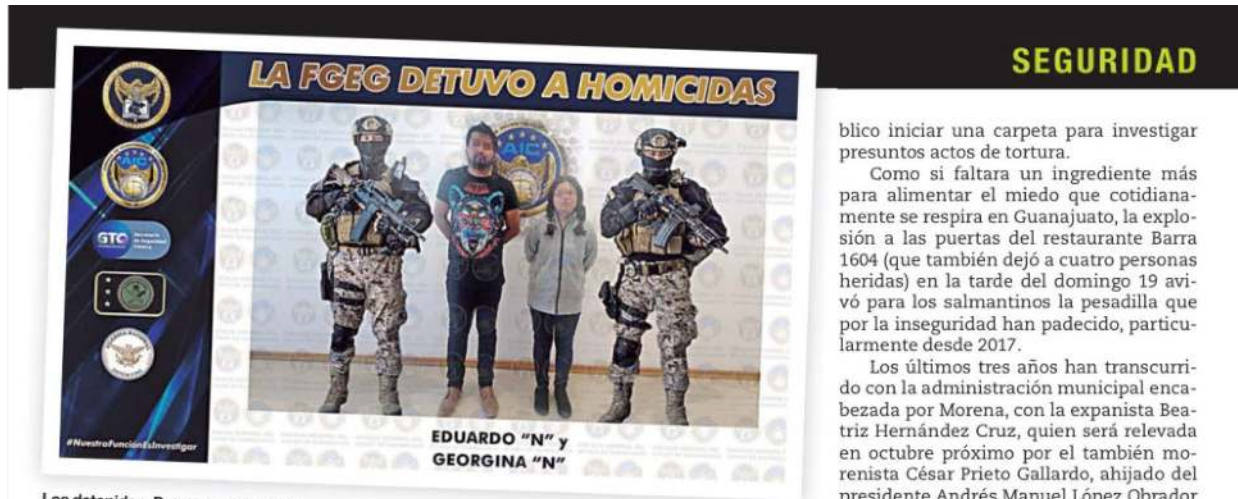 SEGURIDAD
LA FGEG DETUVO A HOMICIDAS
AIC
AIC
GTO
#NuestraFunciónEsInvestigar
EDUARDO "N" y
GEORGINA "N"
blico iniciar una carpeta para investigar
presuntos actos de tortura.
Como si faltara un ingrediente más
para alimentar el miedo que cotidiana-
mente se respira en Guanajuato, la explo-
sión a las puertas del restaurante Barra
1604 (que también dejó a cuatro personas
heridas) en la tarde del domingo 19 avi-
vó para los salmantinos la pesadilla que
por la inseguridad han padecido, particu-
larmente desde 2017.
Los últimos tres años han transcurri-
do con la administración municipal enca-
bezada por Morena, con la expanista Bea-
triz Hernández Cruz, quien será relevada
en octubre próximo por el también mo-
renista César Prieto Gallardo, ahijado del
presidente Andrés Manuel López Obrador